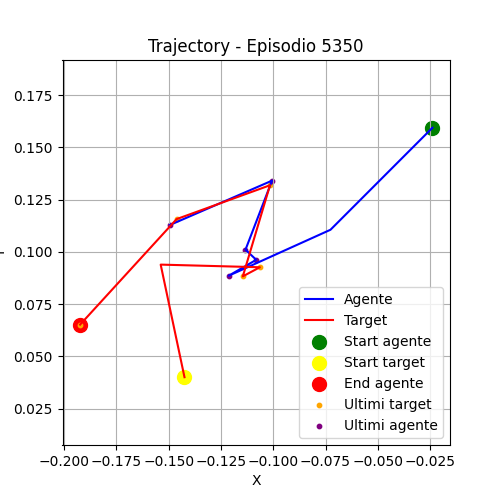 Trajectory - Episodio 5350
0.175
0.150
0.125
0.100
0.075
0.050
0.025
Agente
Target
Start agente
Start target
End agente
Ultimi target
Ultimi agente
−0.200 −0.175 −0.150 −0.125 −0.100 −0.075 −0.050 −0.025
X